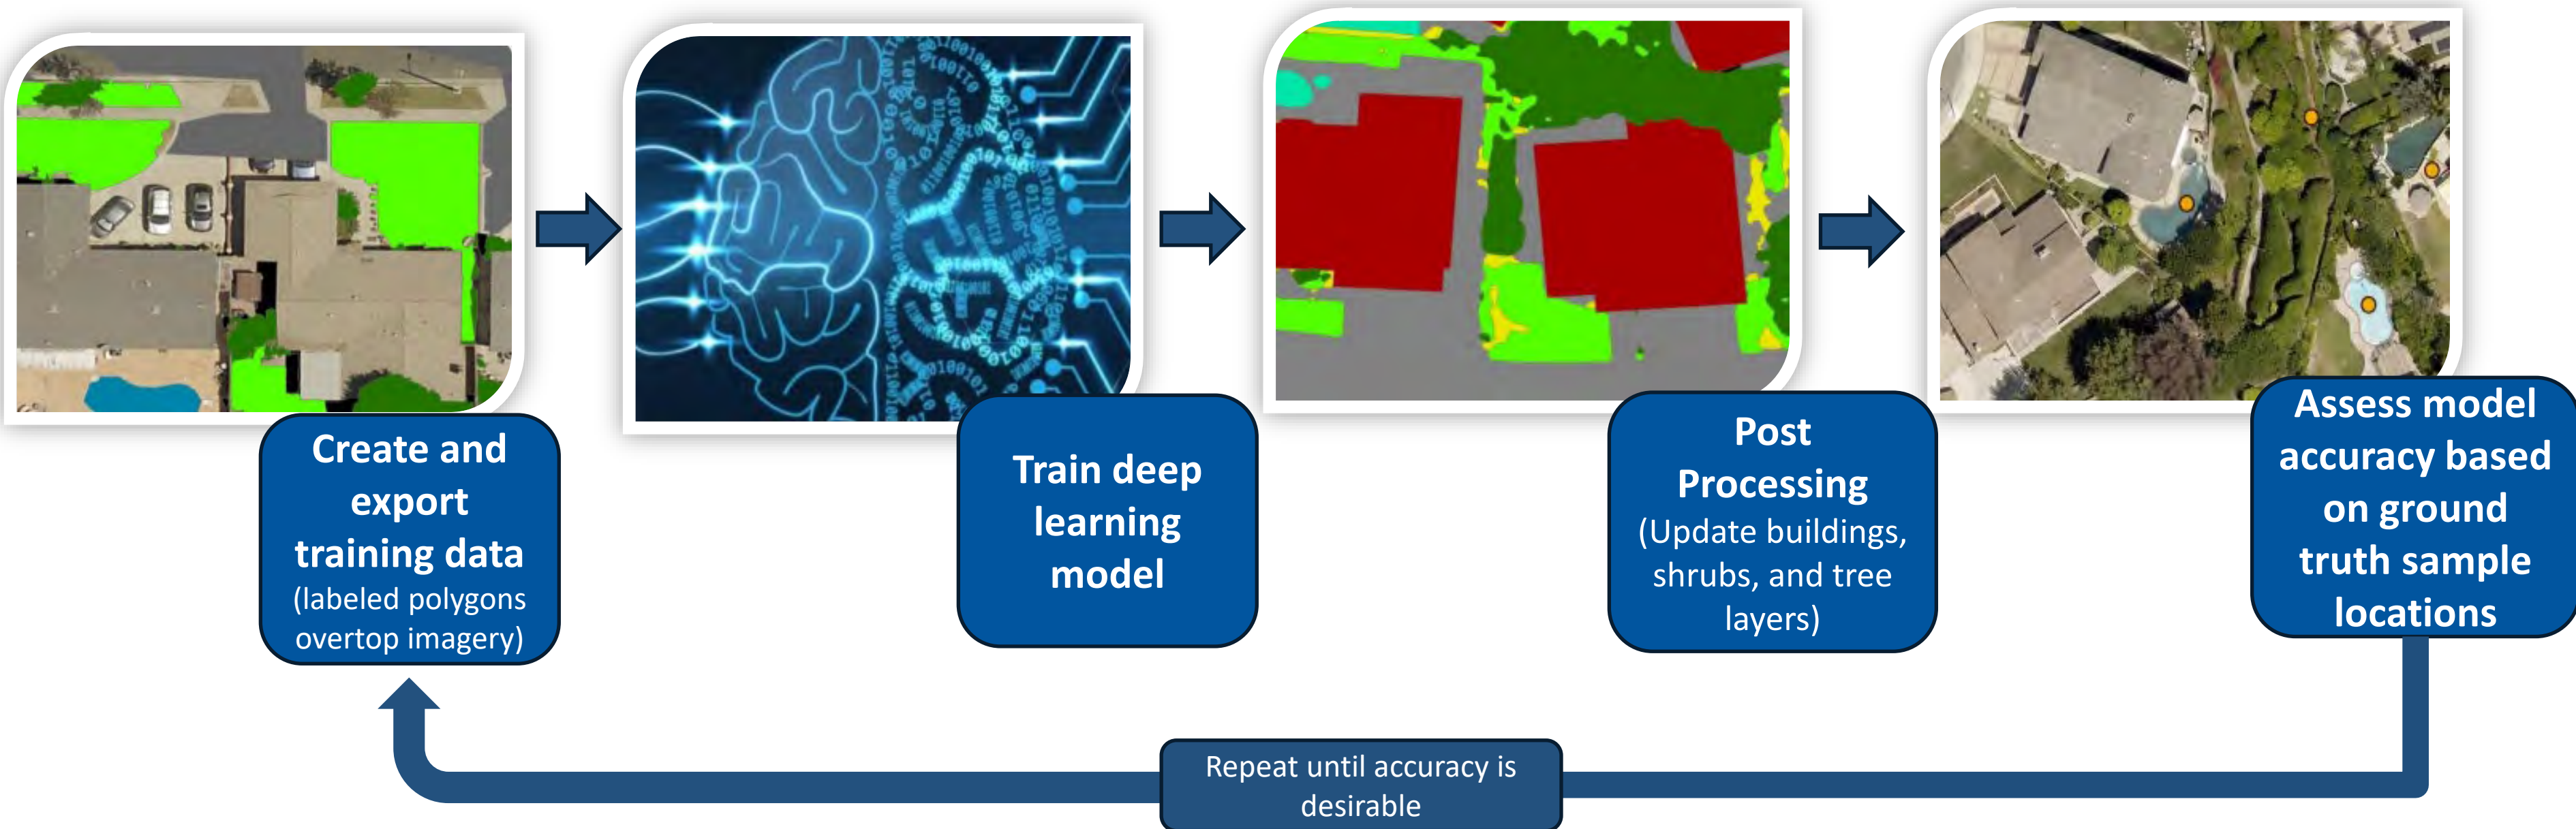 Create and
export
training data
(labeled polygons
overtop imagery)
Train deep
learning
model
Post
Processing
(Update buildings,
shrubs, and tree
layers)
Assess model
accuracy based
on ground
truth sample
locations
Repeat until accuracy is
desirable